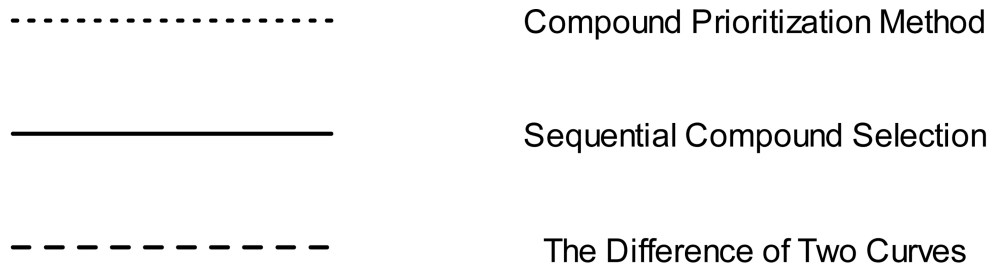 Compound Prioritization Method
Sequential Compound Selection
The Difference of Two Curves